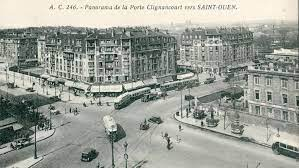 A. C. 246. - Panorama de la Porte Clignancourt vers SAINT-OUEN.